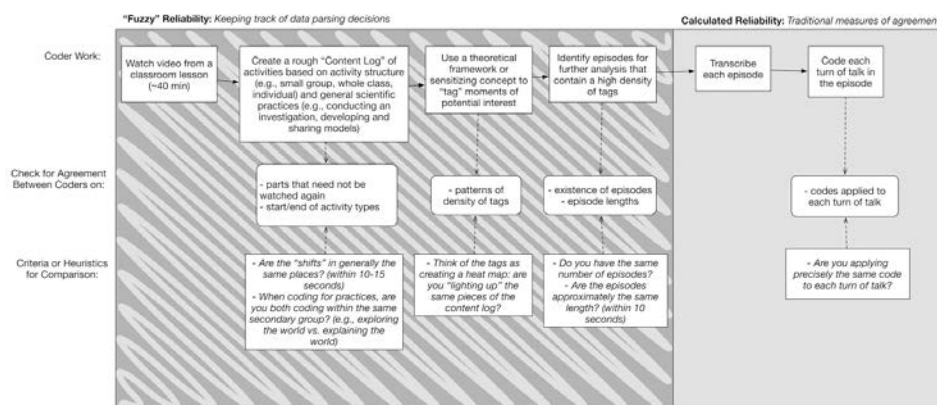 "Fuzzy" Reliability: Keeping track of data parsing decisions
Calculated Reliability: Traditional measures of agreemen
Coder Work:
Watch video from a
classroom lesson
(~40 min)
Create a rough "Content Log" of
activities based on activity structure
(e.g., small group, whole class,
individual) and general scientific
practices (e.g., conducting an
investigation, developing and
sharing models)
Use a theoretical
framework or
sensitizing concept to
"tag" moments of
potential interest
Identify episodes for
further analysis that
contain a high density
of tags
Transcribe
each episode
Code each
turn of talk in
the episode
Check for Agreement
Between Coders on:
- parts that need not be
watched again
- start/end of activity types
- patterns of
density of tags
- existence of episodes
- episode lengths
- codes applied to
each turn of talk
Criteria or Heuristics
for Comparison:
- Are the "shifts" in generally the
same places? (within 10-15
seconds)
- When coding for practices, are
you both coding within the same
secondary group? (e.g., exploring
the world vs. explaining the
world)
- Think of the tags as
creating a heat map: are
you "lighting up" the
same pieces of the
content log?
- Do you have the same
number of episodes?
- Are the episodes
approximately the same
length? (within 10
seconds)
- Are you applying
precisely the same code
to each turn of talk?